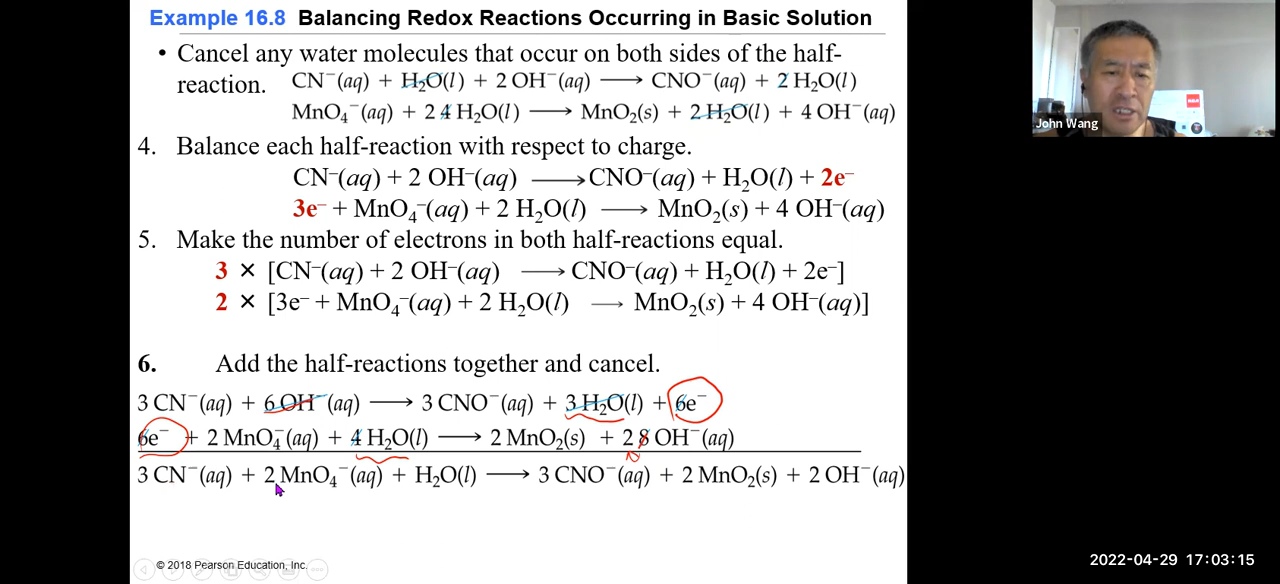 Example 16.8 Balancing Redox Reactions Occurring in Basic Solution
• Cancel any water molecules that occur on both sides of the half-
reaction. CN⁻(aq) + H₂O(l) + 2 OH⁻(aq) ⟶ CNO⁻(aq) + 2 H₂O(l)
MnO₄⁻(aq) + 2 4 H₂O(l) ⟶ MnO₂(s) + 2 H₂O(l) + 4 OH⁻(aq)
4. Balance each half-reaction with respect to charge.
CN⁻(aq) + 2 OH⁻(aq) ⟶ CNO⁻(aq) + H₂O(l) + 2e⁻
3e⁻ + MnO₄⁻(aq) + 2 H₂O(l) ⟶ MnO₂(s) + 4 OH⁻(aq)
5. Make the number of electrons in both half-reactions equal.
3 × [CN⁻(aq) + 2 OH⁻(aq) ⟶ CNO⁻(aq) + H₂O(l) + 2e⁻]
2 × [3e⁻ + MnO₄⁻(aq) + 2 H₂O(l) ⟶ MnO₂(s) + 4 OH⁻(aq)]
6. Add the half-reactions together and cancel.
3 CN⁻(aq) + 6 OH⁻(aq) ⟶ 3 CNO⁻(aq) + 3 H₂O(l) + 6e⁻
6e⁻ + 2 MnO₄⁻(aq) + 4 H₂O(l) ⟶ 2 MnO₂(s) + 2 8 OH⁻(aq)
3 CN⁻(aq) + 2 MnO₄⁻(aq) + H₂O(l) ⟶ 3 CNO⁻(aq) + 2 MnO₂(s) + 2 OH⁻(aq)
© 2018 Pearson Education, Inc.
RCA
John Wang
2022-04-29 17:03:15